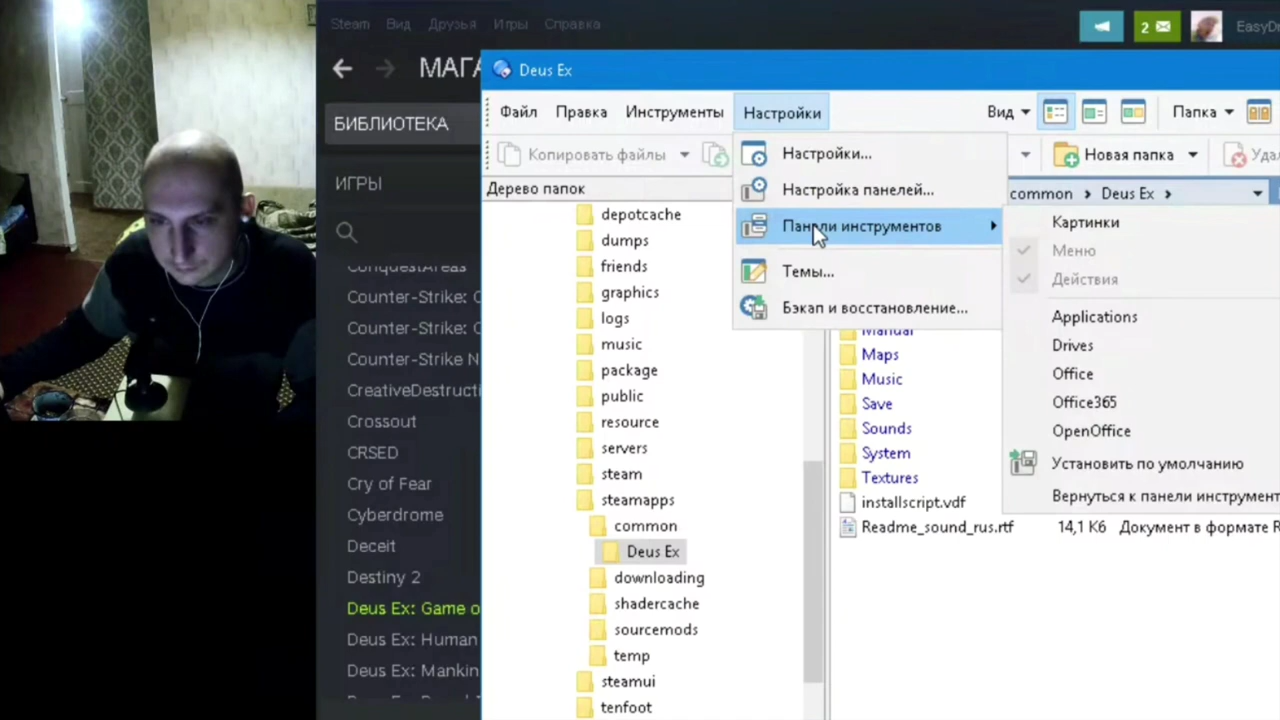 Steam Вид Друзья Игры Справка
2
МАГА
БИБЛИОТЕКА
ИГРЫ
ConquestAreas
Counter-Strike: C
Counter-Strike: C
Counter-Strike N
CreativeDestructi
Crossout
CRSED
Cry of Fear
Cyberdrome
Deceit
Destiny 2
Deus Ex: Game o
Deus Ex: Human
Deus Ex: Mankin
Deus Ex
Файл Правка Инструменты Настройки Вид Папка
Копировать файлы Новая папка Удал
Дерево папок
common Deus Ex
depotcache
dumps
friends
graphics
logs
music
package
public
resource
servers
steam
steamapps
common
Deus Ex
downloading
shadercache
sourcemods
temp
steamui
tenfoot
Настройки...
Настройка панелей...
Панели инструментов
Темы...
Бэкап и восстановление...
Картинки
Меню
Действия
Applications
Drives
Office
Office365
OpenOffice
Установить по умолчанию
Вернуться к панели инструмент
Manual
Maps
Music
Save
Sounds
System
Textures
installscript.vdf
Readme_sound_rus.rtf 14,1 Кб Документ в формате R